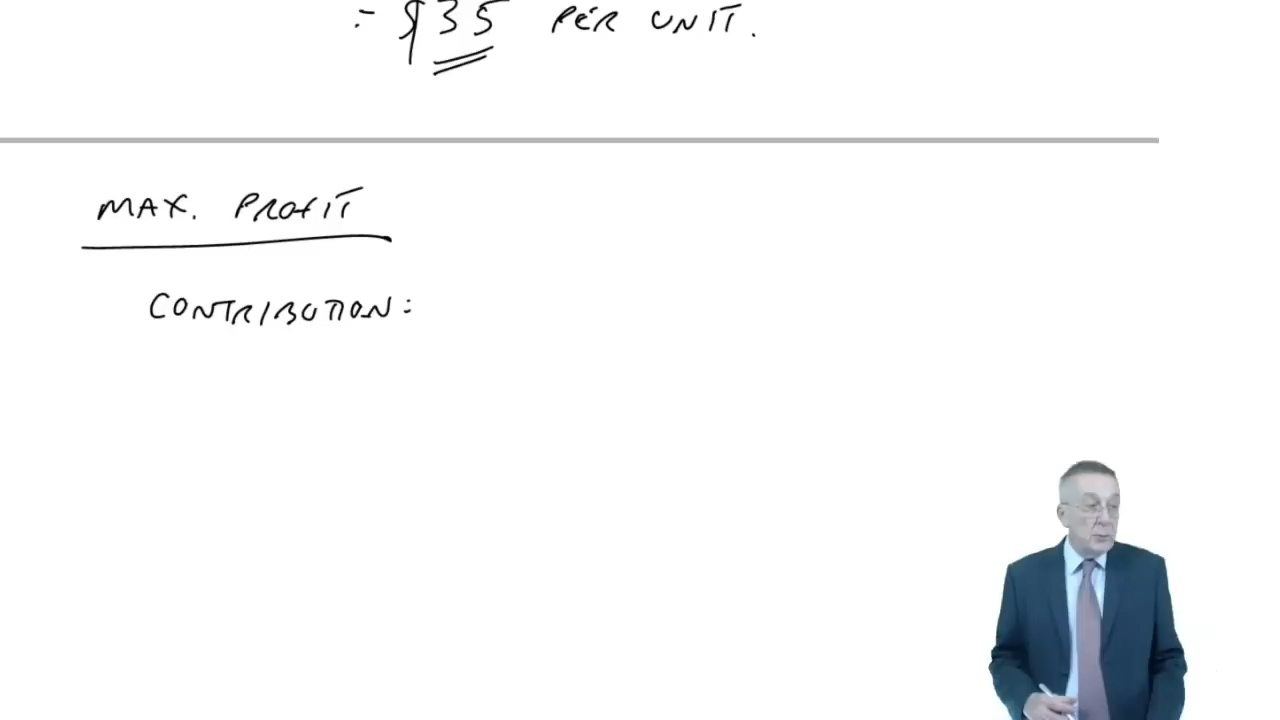 = $35 PER UNIT.
MAX. PROFIT
CONTRIBUTION: